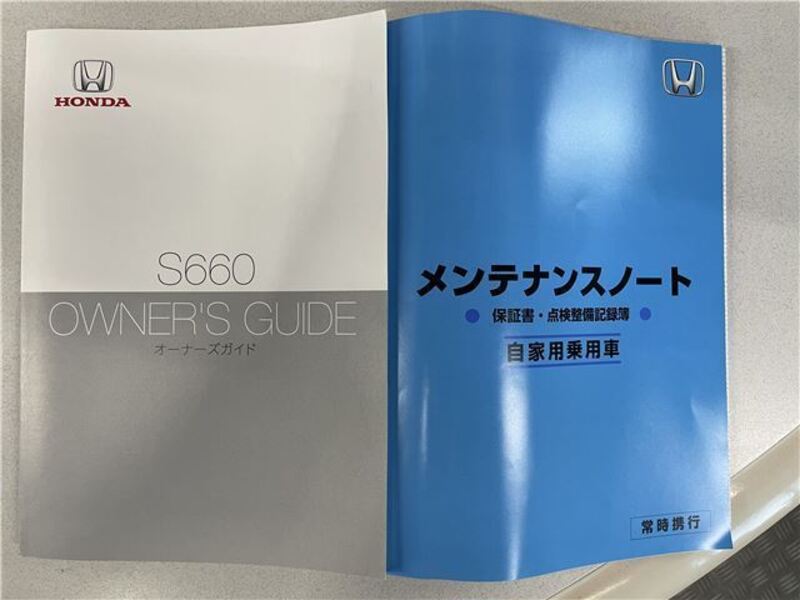 HONDA
S660
OWNER'S GUIDE
オーナーズガイド
メンテナンスノート
保証書・点検整備記録簿
自家用乗用車
常時携行